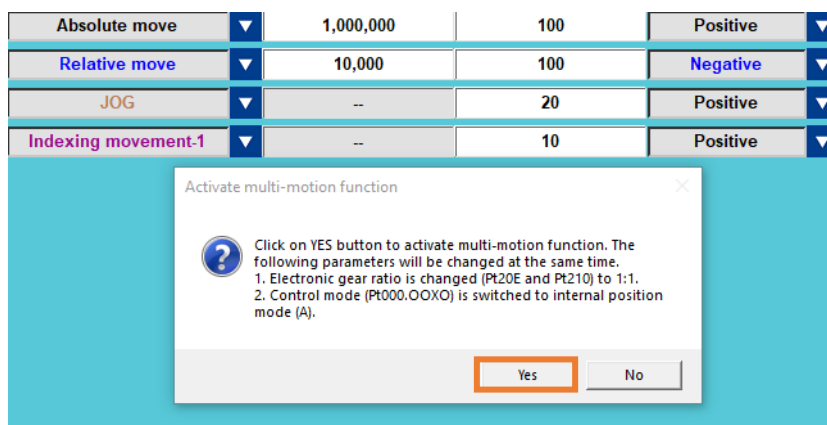 Absolute move 1,000,000 100 Positive
Relative move 10,000 100 Negative
JOG -- 20 Positive
Indexing movement-1 -- 10 Positive
Activate multi-motion function
Click on YES button to activate multi-motion function. The
following parameters will be changed at the same time.
1. Electronic gear ratio is changed (Pt20E and Pt210) to 1:1.
2. Control mode (Pt000.OOXO) is switched to internal position
mode (A).
Yes No